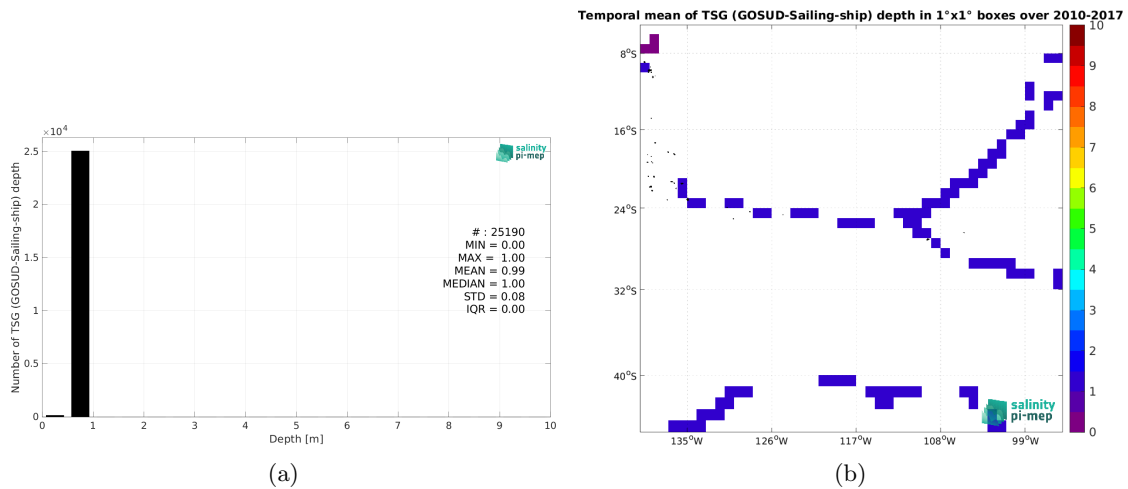 ×10⁴
2.5
2
1.5
1
0.5
0
0 1 2 3 4 5 6 7 8 9 10
Number of TSG (GOSUD-Sailing-ship) depth
Depth [m]
salinity
pi-mep
# : 25190
MIN = 0.00
MAX = 1.00
MEAN = 0.99
MEDIAN = 1.00
STD = 0.08
IQR = 0.00
(a)
Temporal mean of TSG (GOSUD-Sailing-ship) depth in 1°x1° boxes over 2010-2017
8°S
16°S
24°S
32°S
40°S
135°W 126°W 117°W 108°W 99°W
10
9
8
7
6
5
4
3
2
1
0
salinity
pi-mep
(b)